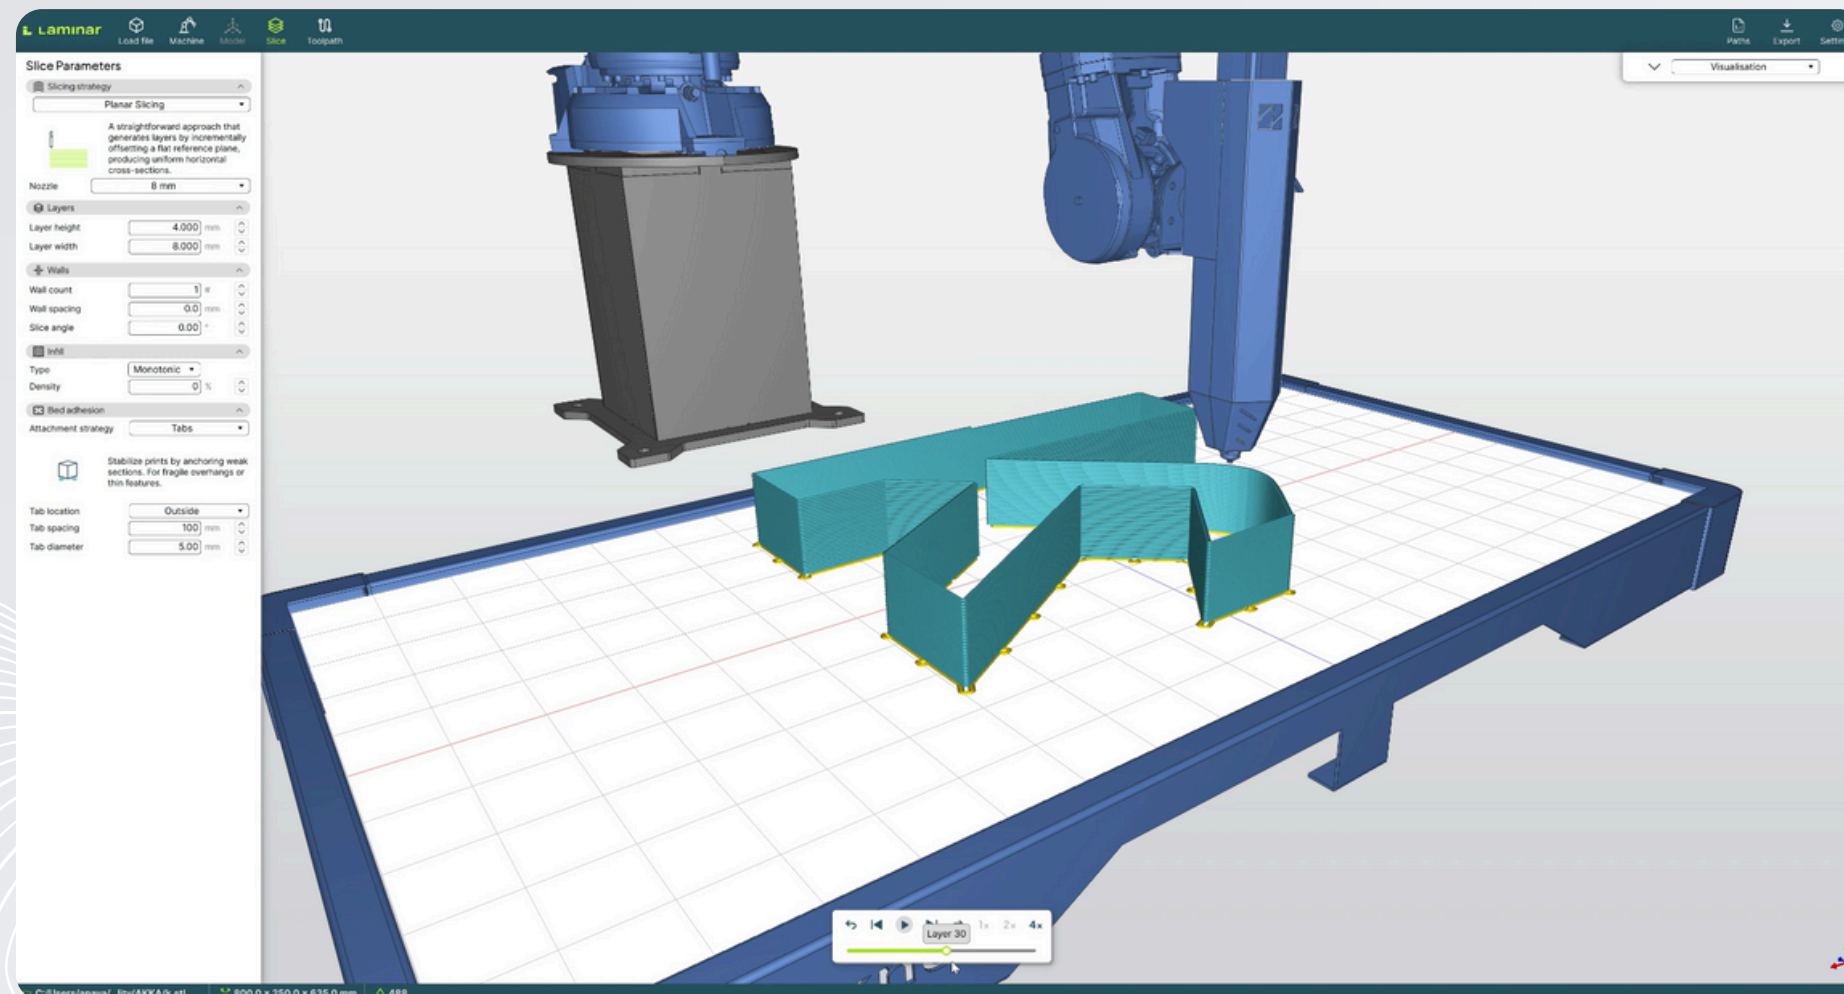 Laminar
Load file
Machine
Model
Slice
Toolpath
Paths
Export
Slice Parameters
Visualisation
Slicing strategy
Planar Slicing
A straightforward approach that
generates layers by incrementally
offsetting a flat reference plane,
producing uniform horizontal
cross-sections.
Nozzle 8 mm
Layers
Layer height 4.000 mm
Layer width 8.000 mm
Walls
Wall count 1 #
Wall spacing 0.0 mm
Slice angle 0.00 °
Infill
Type Monotonic
Density 0 %
Bed adhesion
Attachment strategy Tabs
Stabilize prints by anchoring weak
sections. For fragile overhangs or
thin features.
Tab location Outside
Tab spacing 100 mm
Tab diameter 5.00 mm
1x 2x 4x
Layer 30